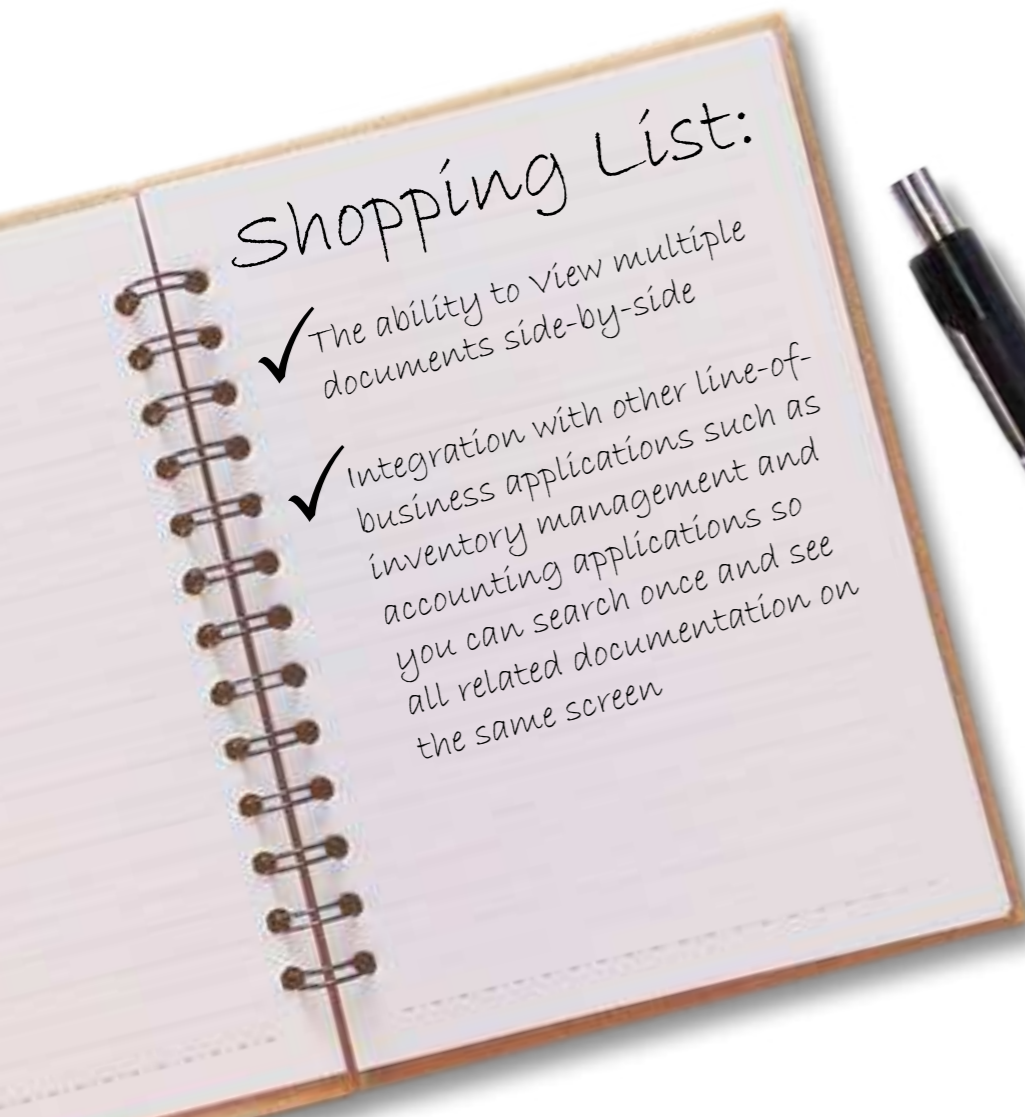 Shopping List:
✓ The ability to View multiple
documents side-by-side
✓ Integration with other line-of-
business applications such as
inventory management and
accounting applications so
you can search once and see
all related documentation on
the same screen